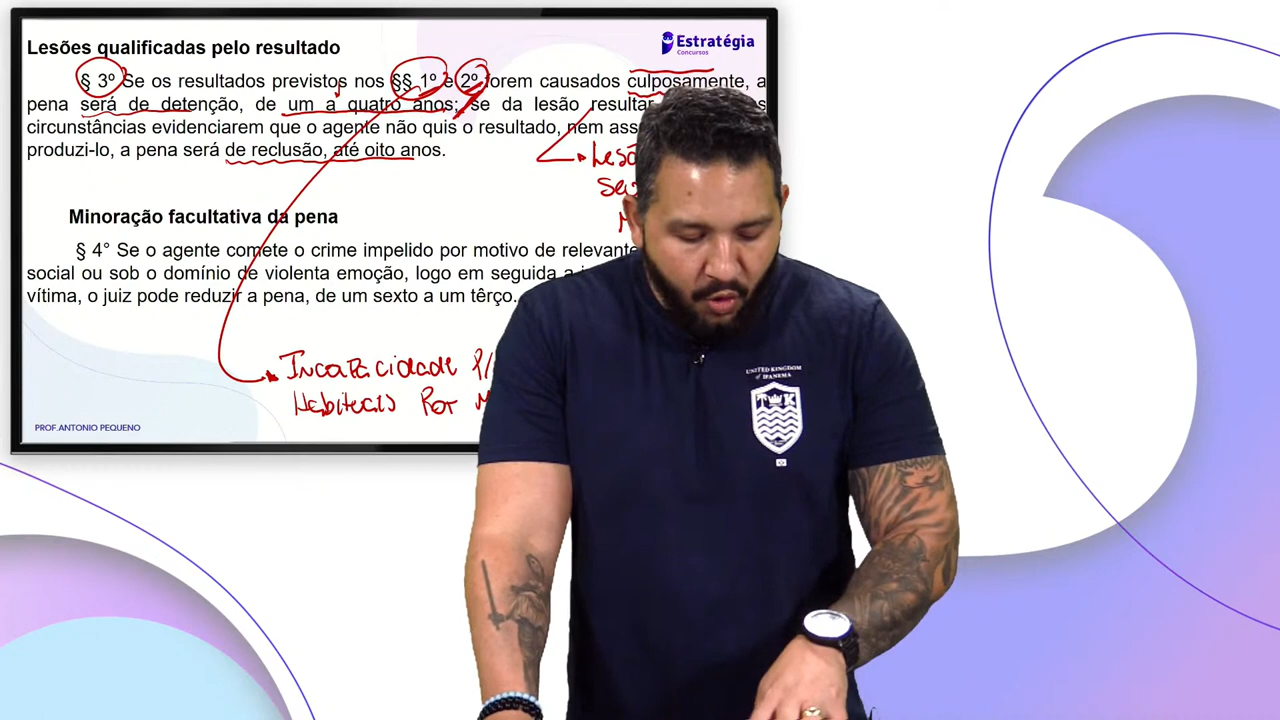 Lesões qualificadas pelo resultado
Estratégia
Concursos
§ 3º Se os resultados previstos nos §§ 1º e 2º forem causados culposamente, a
pena será de detenção, de um a quatro anos; se da lesão resultar
circunstâncias evidenciarem que o agente não quis o resultado, nem
produzi-lo, a pena será de reclusão, até oito anos.
Minoração facultativa da pena
§ 4° Se o agente comete o crime impelido por motivo de relevante
social ou sob o domínio de violenta emoção, logo em seguida a
vítima, o juiz pode reduzir a pena, de um sexto a um têrço.
Incapacidade P/
Habituais Por
PROF.ANTONIO PEQUENO
UNITED KINGDOM
of IPANEMA
K